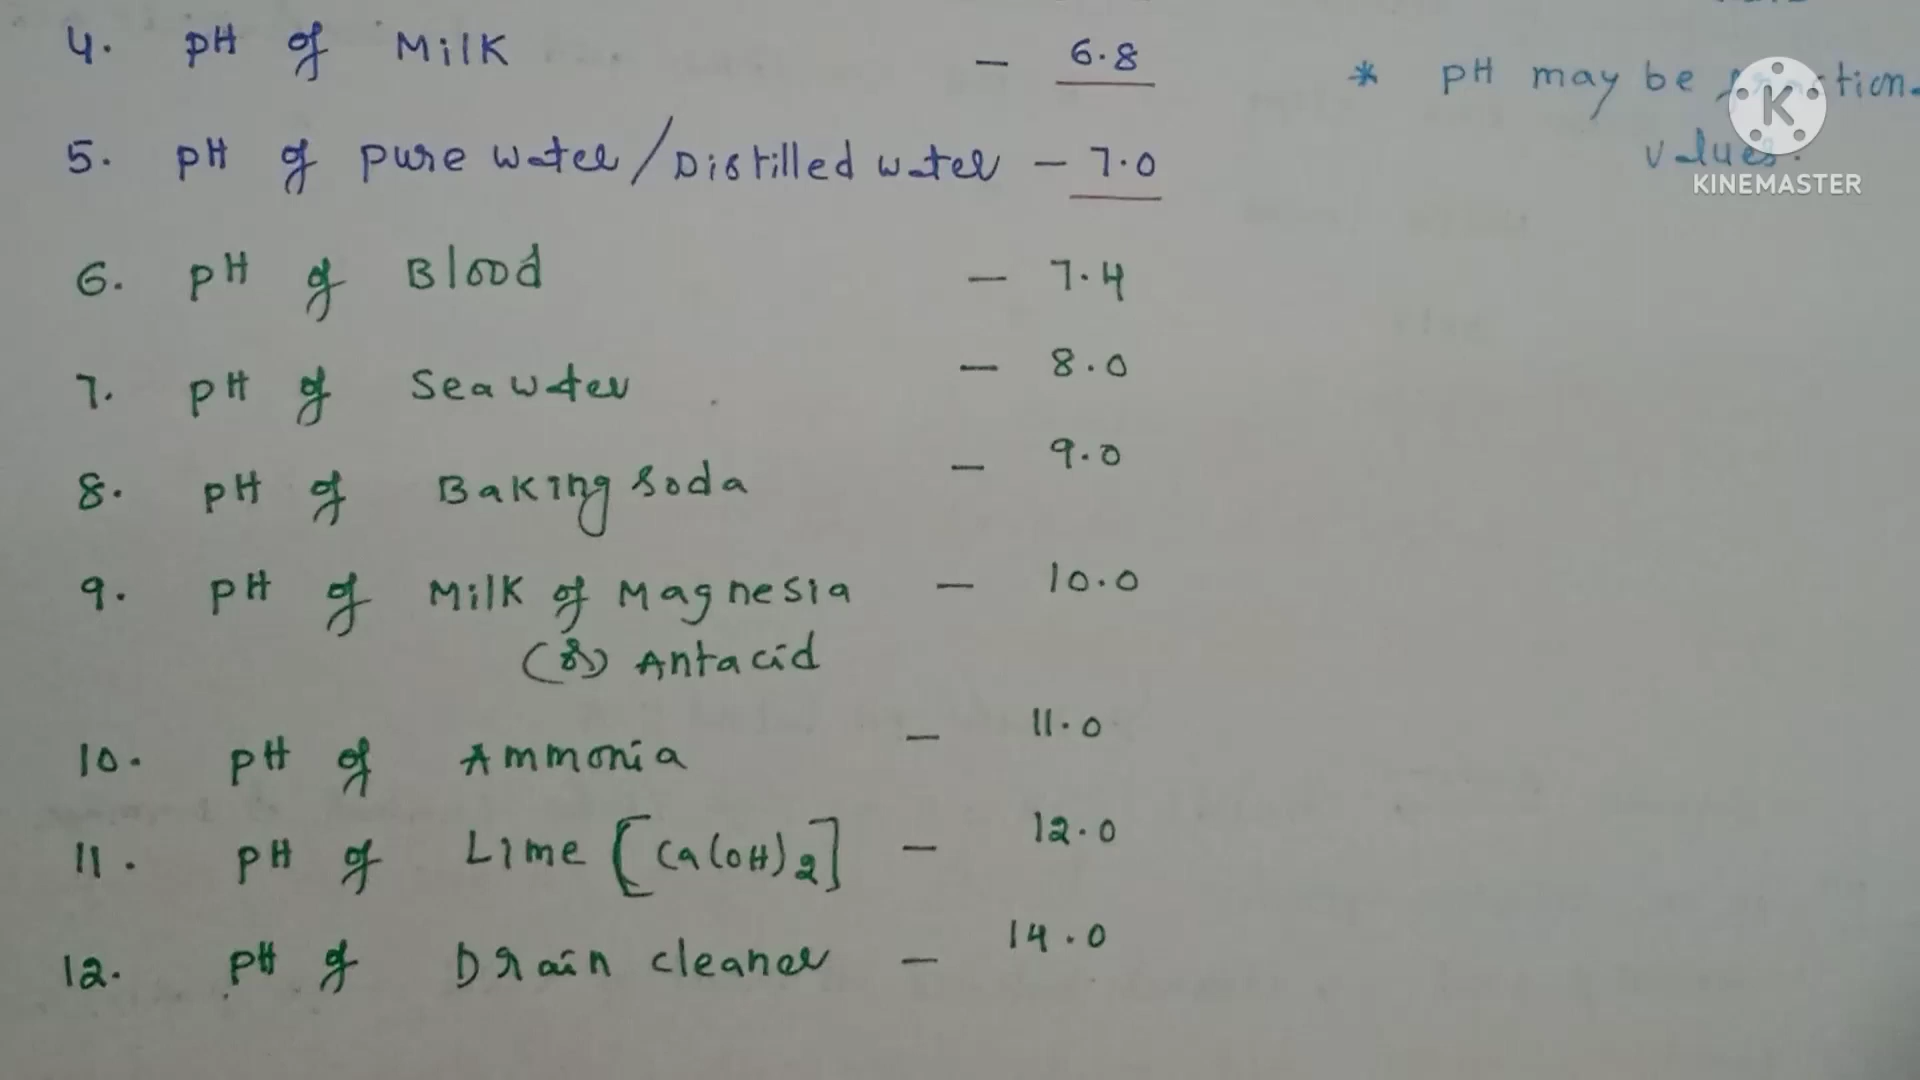 4. pH of Milk - 6.8
* pH may be
5. pH of pure water/Distilled water - 7.0
values.
KINEMASTER
6. pH of Blood - 7.4
7. pH of Sea water - 8.0
8. pH of Baking soda - 9.0
9. pH of Milk of Magnesia - 10.0
(or) Antacid
10. pH of Ammonia - 11.0
11. pH of Lime [Ca(OH)2] - 12.0
12. pH of Drain cleaner - 14.0